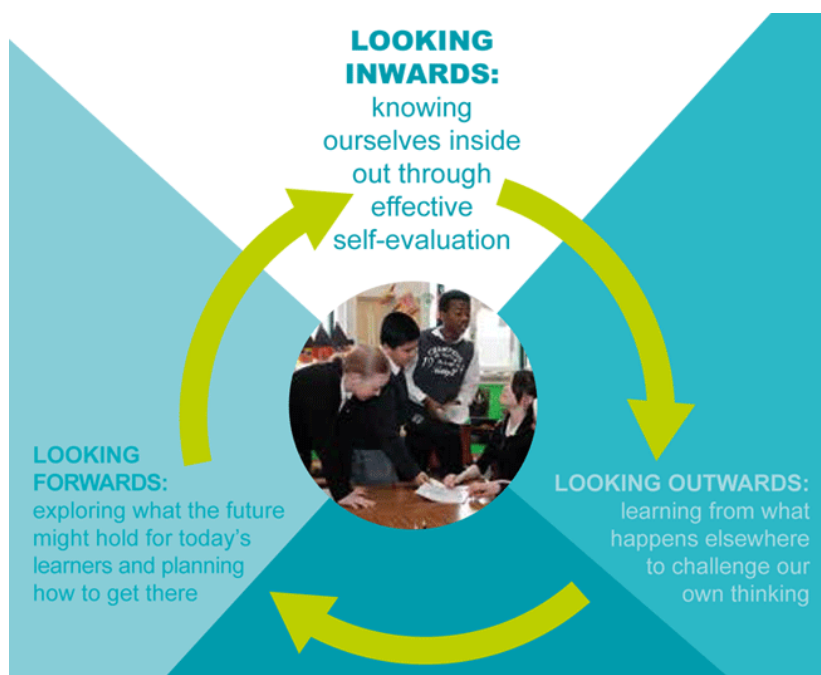 LOOKING
INWARDS:
knowing
ourselves inside
out through
effective
self-evaluation
LOOKING
FORWARDS:
exploring what the future
might hold for today's
learners and planning
how to get there
LOOKING OUTWARDS:
learning from what
happens elsewhere
to challenge our
own thinking